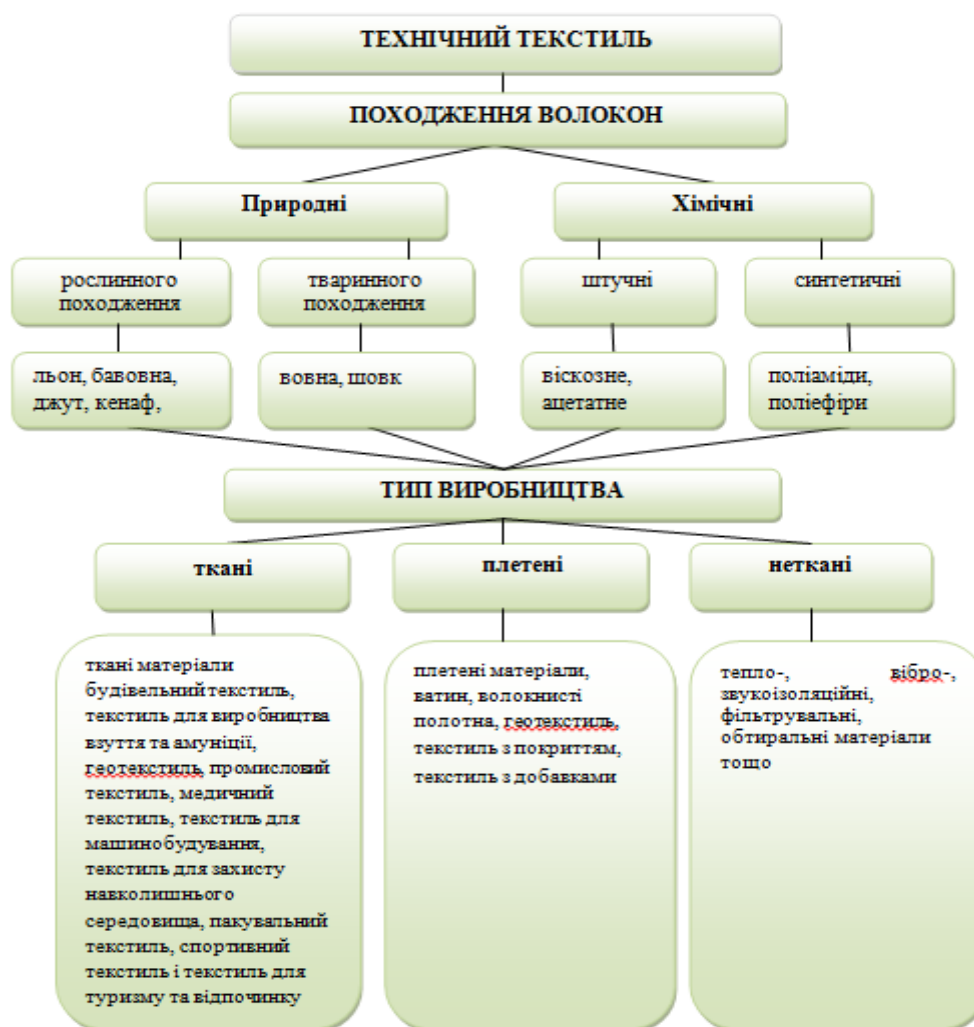 ТЕХНІЧНИЙ ТЕКСТИЛЬ
ПОХОДЖЕННЯ ВОЛОКОН
Природні
Хімічні
рослинного
походження
тваринного
походження
штучні
синтетичні
льон, бавовна,
джут, кенаф,
вовна, шовк
віскозне,
ацетатне
поліаміди,
поліефіри
ТИП ВИРОБНИЦТВА
ткані
плетені
неткані
ткані матеріали
будівельний текстиль,
текстиль для виробництва
взуття та амуніції,
геотекстиль, промисловий
текстиль, медичний
текстиль, текстиль для
машинобудування,
текстиль для захисту
навколишнього
середовища, пакувальний
текстиль, спортивний
текстиль і текстиль для
туризму та відпочинку
плетені матеріали,
ватин, волокнисті
полотна, геотекстиль,
текстиль з покриттям,
текстиль з добавками
тепло-, вібро-,
звукоізоляційні,
фільтрувальні,
обтиральні матеріали
тощо